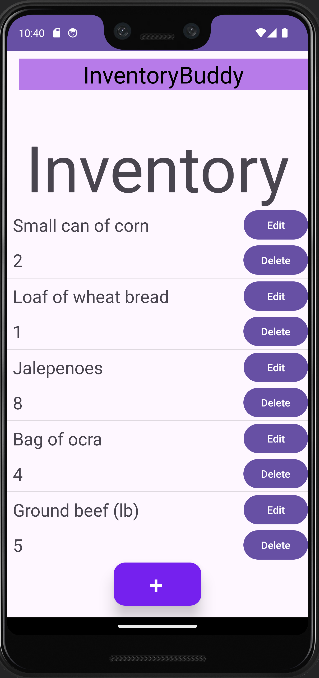 10:40
InventoryBuddy
Inventory
Small can of corn
Edit
2
Delete
Loaf of wheat bread
Edit
1
Delete
Jalepenoes
Edit
8
Delete
Bag of ocra
Edit
4
Delete
Ground beef (lb)
Edit
5
Delete
+